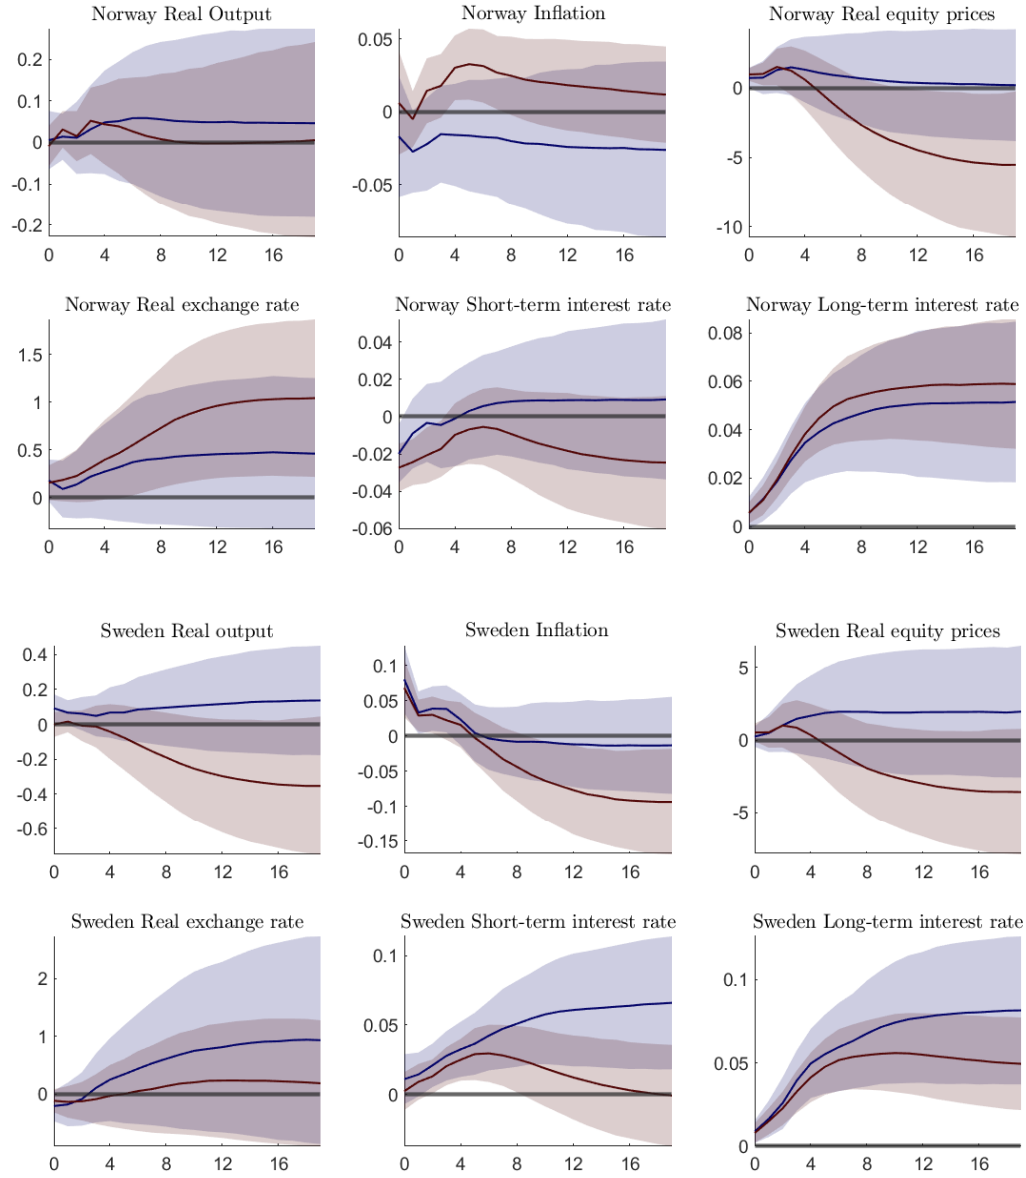 Norway Real Output
Norway Inflation
Norway Real equity prices
0.2
0.1
0
-0.1
-0.2
0 4 8 12 16
0.05
0
-0.05
0 4 8 12 16
0
-5
-10
0 4 8 12 16
Norway Real exchange rate
Norway Short-term interest rate
Norway Long-term interest rate
1.5
1
0.5
0
0 4 8 12 16
0.04
0.02
0
-0.02
-0.04
-0.06
0 4 8 12 16
0.08
0.06
0.04
0.02
0
0 4 8 12 16
Sweden Real output
Sweden Inflation
Sweden Real equity prices
0.4
0.2
0
-0.2
-0.4
-0.6
0 4 8 12 16
0.1
0.05
0
-0.05
-0.1
-0.15
0 4 8 12 16
5
0
-5
0 4 8 12 16
Sweden Real exchange rate
Sweden Short-term interest rate
Sweden Long-term interest rate
2
1
0
0 4 8 12 16
0.1
0.05
0
0 4 8 12 16
0.1
0.05
0
0 4 8 12 16